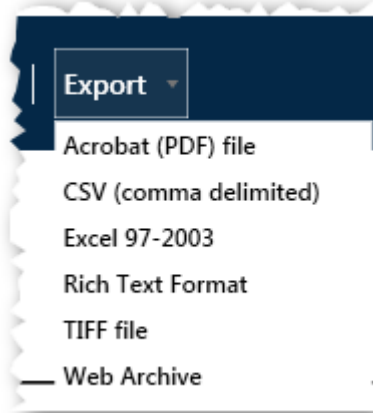 Export
Acrobat (PDF) file
CSV (comma delimited)
Excel 97-2003
Rich Text Format
TIFF file
Web Archive